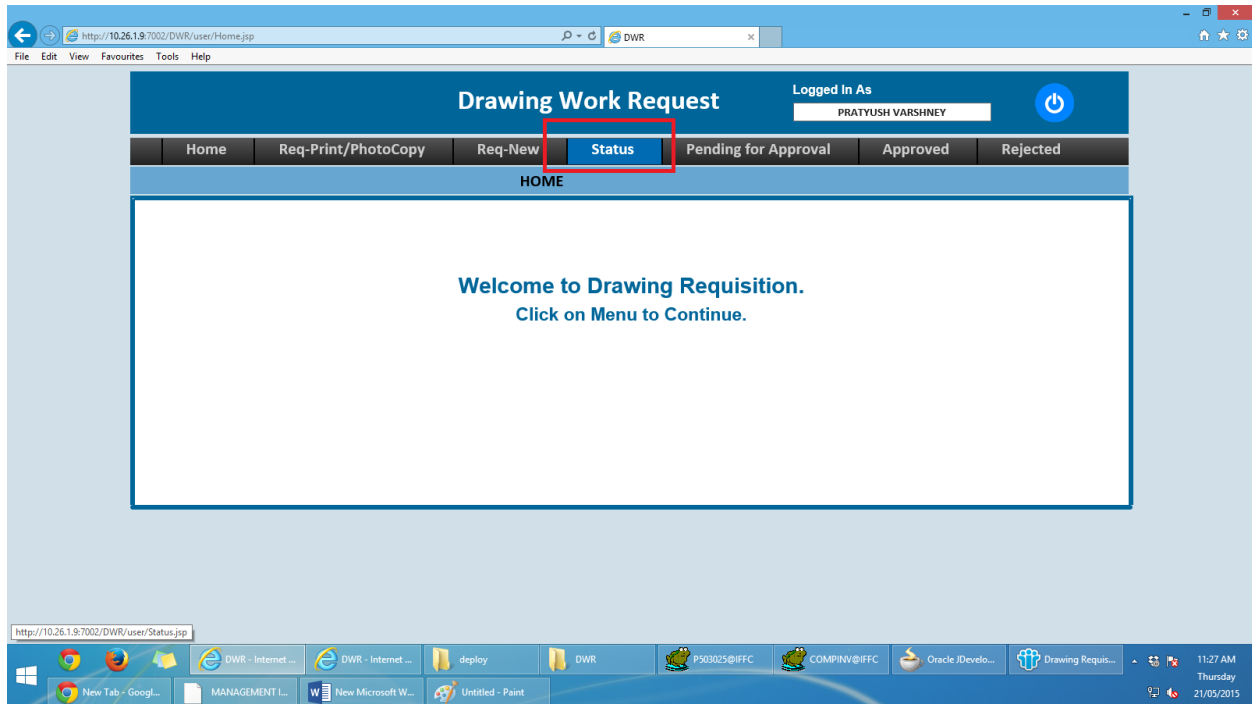 http://10.26.1.9:7002/DWR/user/Home.jsp
DWR
File Edit View Favourites Tools Help
Drawing Work Request
Logged In As
PRATYUSH VARSHNEY
Home Req-Print/PhotoCopy Req-New Status Pending for Approval Approved Rejected
HOME
Welcome to Drawing Requisition.
Click on Menu to Continue.
http://10.26.1.9:7002/DWR/user/Status.jsp
DWR - Internet ... DWR - Internet ... deploy DWR P503025@IFFC COMPINV@IFFC Oracle JDevelo... Drawing Requis... 11:27 AM
Thursday
New Tab - Googl... MANAGEMENT I... New Microsoft W... Untitled - Paint 21/05/2015